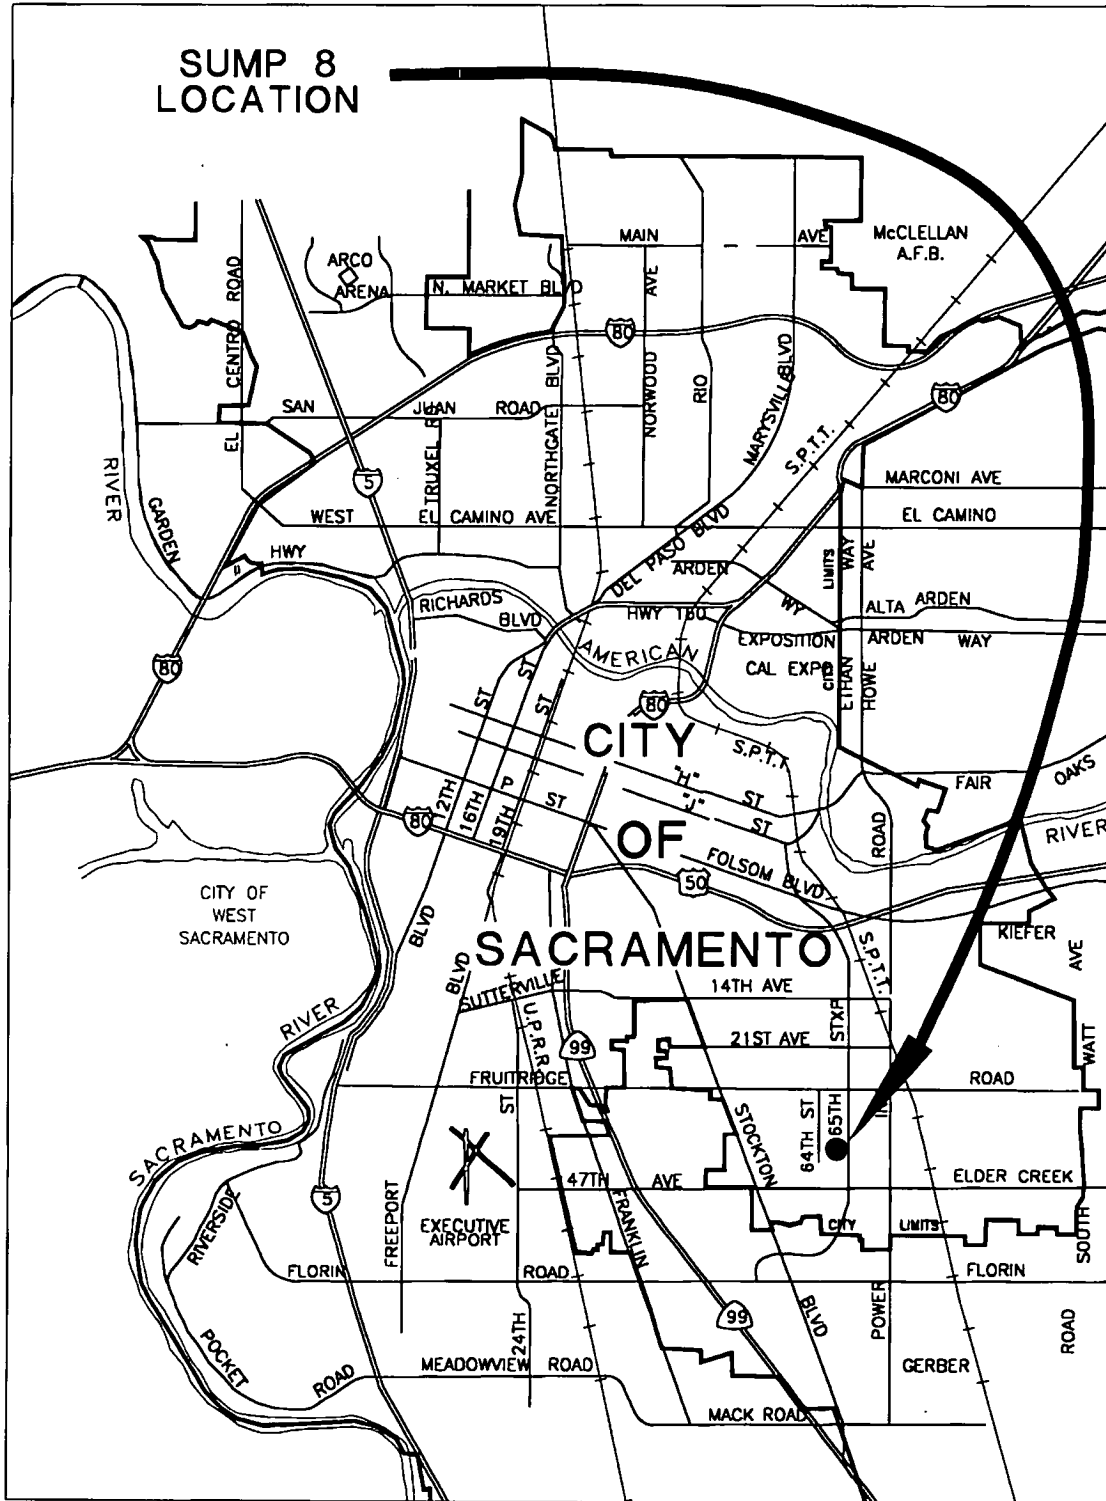 SUMP 8
LOCATION
McCLELLAN
A.F.B.
MAIN
AVE
ARCO
ARENA
N. MARKET BLVD
EL CENTRO ROAD
80
NORTHGATE BLVD
NORWOOD
AVE
RIO
MARYSVILLE
BLVD
S.P.T.T.
80
SAN JUAN ROAD
TRUXEL RD
5
RIVER
GARDEN
HWY
WEST EL CAMINO AVE
MARCONI AVE
EL CAMINO
DEL PASO BLVD
ARDEN
WY
HWY 160
LIMITS
CITY
WAY
ETHAN
AVE
HOWE
ALTA ARDEN
ARDEN WAY
EXPOSITION
CAL EXPO
RICHARDS
BLVD
AMERICAN
80
80
ST
ST
ST
12TH
16TH
19TH
P
ST
80
CITY
OF
SACRAMENTO
S.P.T.T
"H"
ST
"J"
ST
FAIR OAKS
RIVER
ROAD
FOLSOM BLVD
50
CITY OF
WEST
SACRAMENTO
BLVD
BLVD
KIEFER
AVE
WATT
SOUTH
S.P.T.T.
14TH AVE
SUTTERVILLE
U.P.R.R.
RIVER
99
STXP
21ST AVE
FRUITRIDGE
ROAD
ST
STOCKTON
64TH ST
65TH
SACRAMENTO
47TH AVE
ELDER CREEK
RIVERSIDE
5
FREEPORT
EXECUTIVE
AIRPORT
FRANKLIN
CITY LIMITS
FLORIN
ROAD
FLORIN
24TH
99
BLVD
POWER
ROAD
POCKET
ROAD
MEADOWVIEW ROAD
GERBER
MACK ROAD